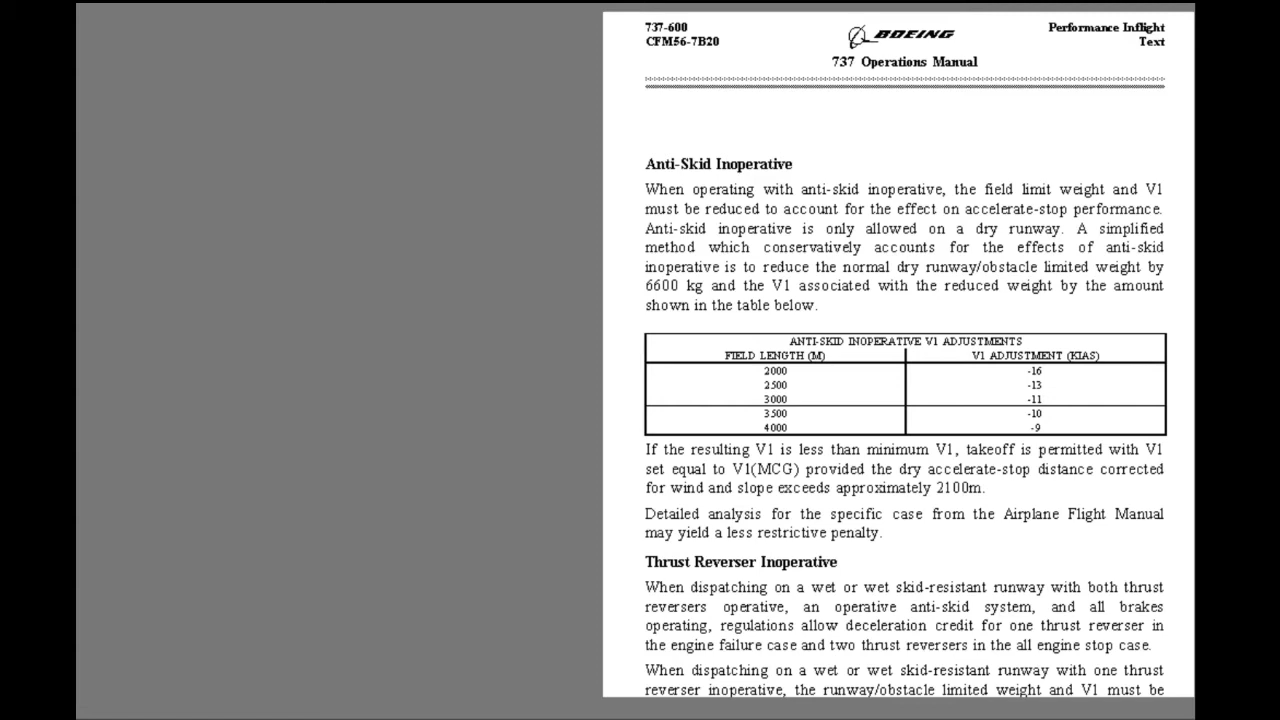 737-600
CFM56-7B20
BOEING
737 Operations Manual
Performance Inflight
Text
Anti-Skid Inoperative
When operating with anti-skid inoperative, the field limit weight and V1
must be reduced to account for the effect on accelerate-stop performance.
Anti-skid inoperative is only allowed on a dry runway. A simplified
method which conservatively accounts for the effects of anti-skid
inoperative is to reduce the normal dry runway/obstacle limited weight by
6600 kg and the V1 associated with the reduced weight by the amount
shown in the table below.
ANTI-SKID INOPERATIVE V1 ADJUSTMENTS
FIELD LENGTH (M) V1 ADJUSTMENT (KIAS)
2000 -16
2500 -13
3000 -11
3500 -10
4000 -9
If the resulting V1 is less than minimum V1, takeoff is permitted with V1
set equal to V1(MCG) provided the dry accelerate-stop distance corrected
for wind and slope exceeds approximately 2100m.
Detailed analysis for the specific case from the Airplane Flight Manual
may yield a less restrictive penalty.
Thrust Reverser Inoperative
When dispatching on a wet or wet skid-resistant runway with both thrust
reversers operative, an operative anti-skid system, and all brakes
operating, regulations allow deceleration credit for one thrust reverser in
the engine failure case and two thrust reversers in the all engine stop case.
When dispatching on a wet or wet skid-resistant runway with one thrust
reverser inoperative, the runway/obstacle limited weight and V1 must be